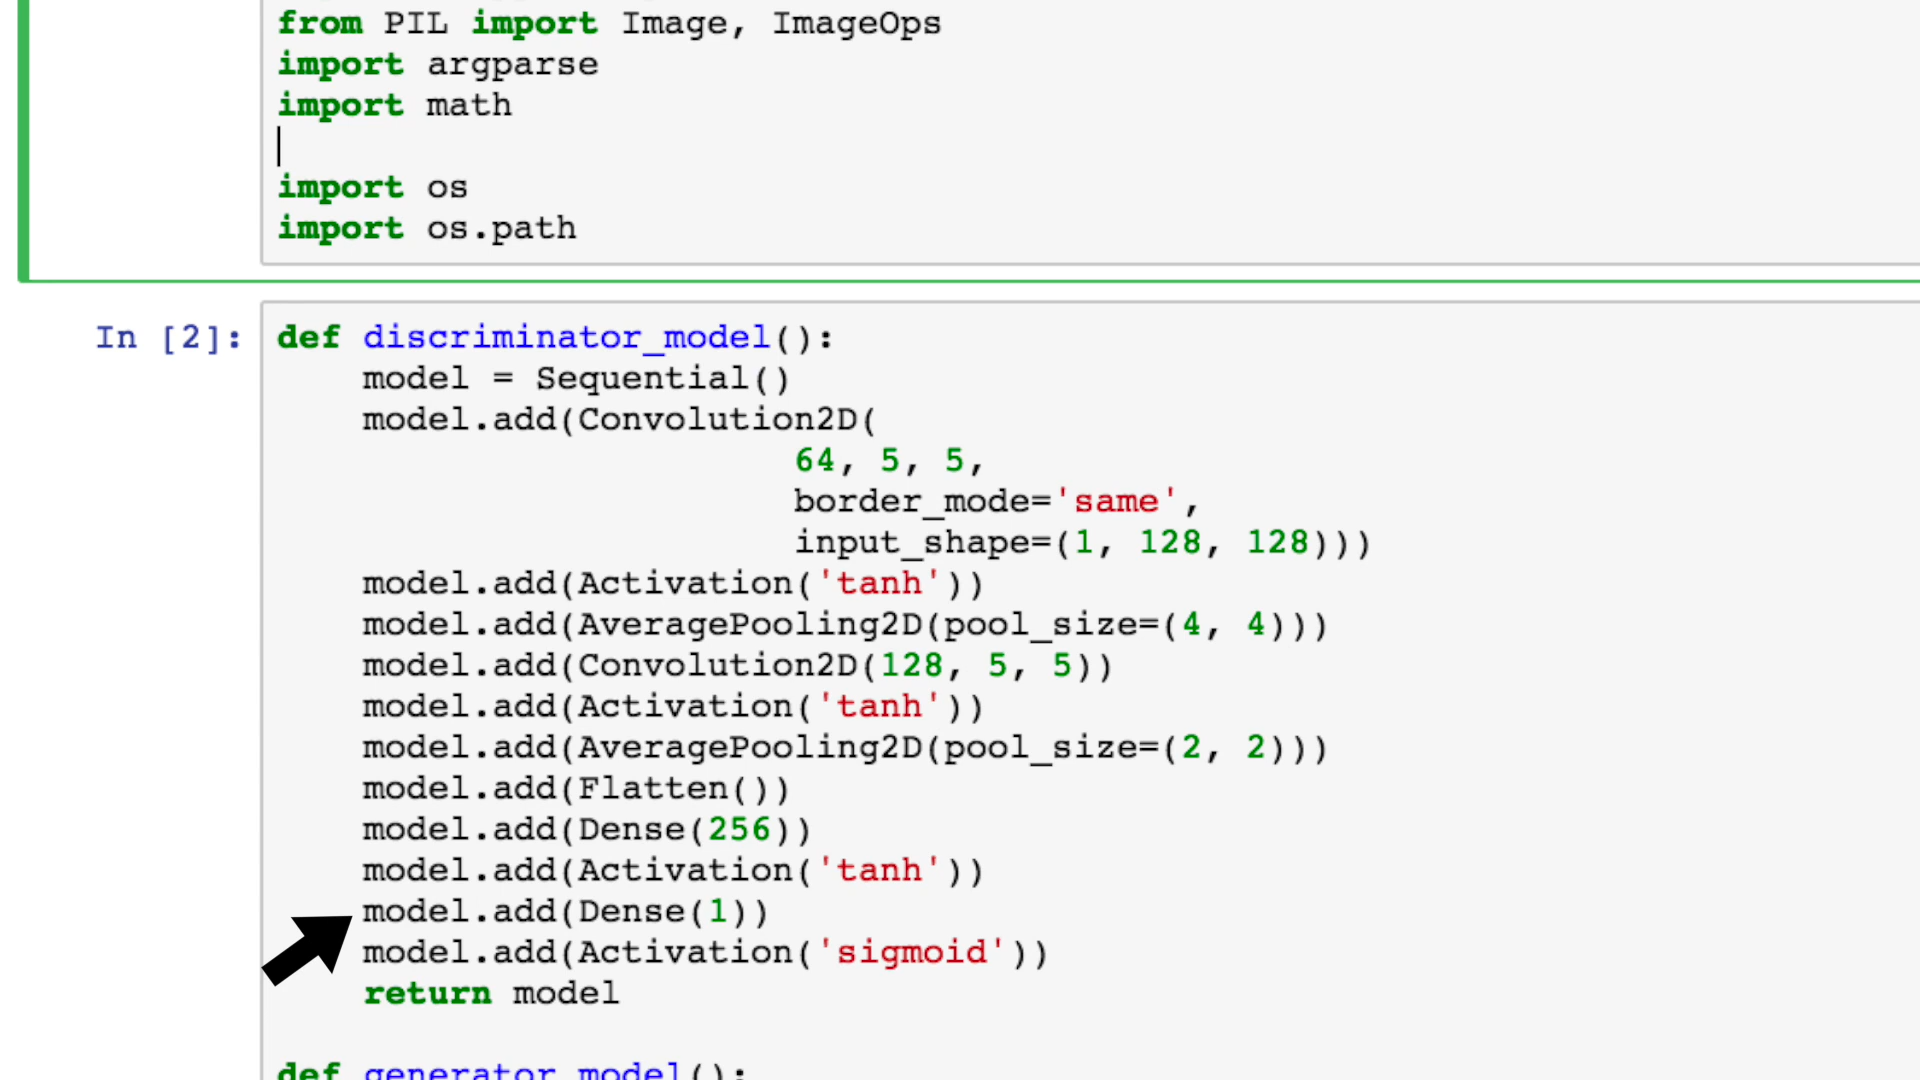 from PIL import Image, ImageOps
import argparse
import math
import os
import os.path
In [2]: def discriminator_model():
    model = Sequential()
    model.add(Convolution2D(
                        64, 5, 5,
                        border_mode='same',
                        input_shape=(1, 128, 128)))
    model.add(Activation('tanh'))
    model.add(AveragePooling2D(pool_size=(4, 4)))
    model.add(Convolution2D(128, 5, 5))
    model.add(Activation('tanh'))
    model.add(AveragePooling2D(pool_size=(2, 2)))
    model.add(Flatten())
    model.add(Dense(256))
    model.add(Activation('tanh'))
    model.add(Dense(1))
    model.add(Activation('sigmoid'))
    return model
def generator_model():